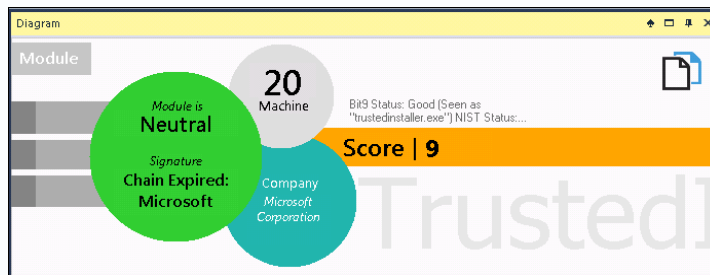 Diagram
Module
Module is
Neutral
Signature
Chain Expired:
Microsoft
20
Machine
Company
Microsoft
Corporation
Bit9 Status: Good (Seen as
"trustedinstaller.exe") NIST Status:...
Score | 9
TrustedI